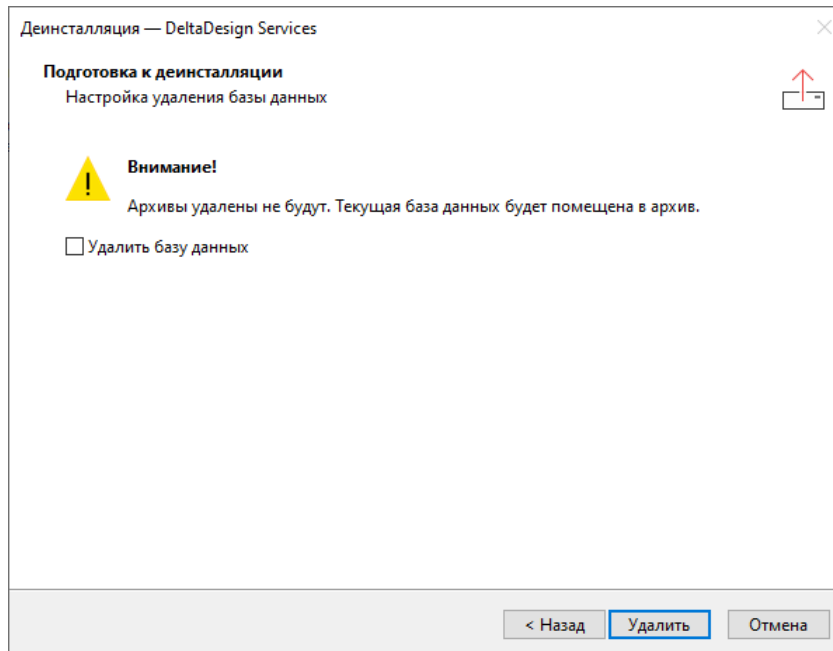 Деинсталляция — DeltaDesign Services
Подготовка к деинсталляции
Настройка удаления базы данных
Внимание!
Архивы удалены не будут. Текущая база данных будет помещена в архив.
Удалить базу данных
< Назад
Удалить
Отмена